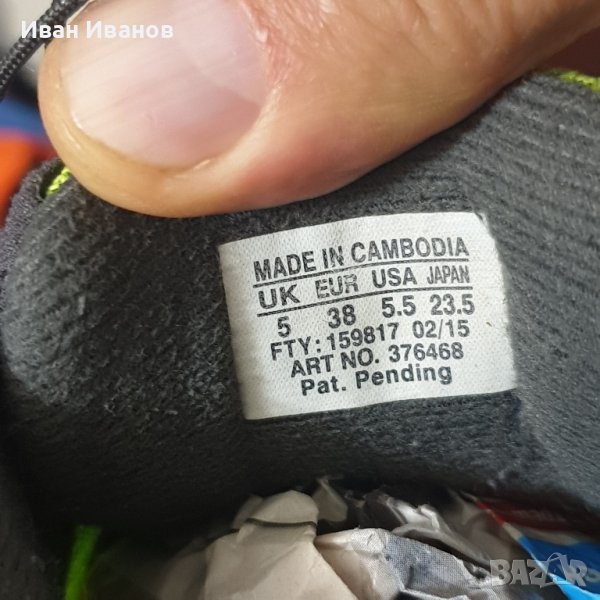 Иван Иванов
MADE IN CAMBODIA
UK EUR USA JAPAN
5 38 5.5 23.5
FTY: 159817 02/15
ART NO. 376468
Pat. Pending
BAZAR